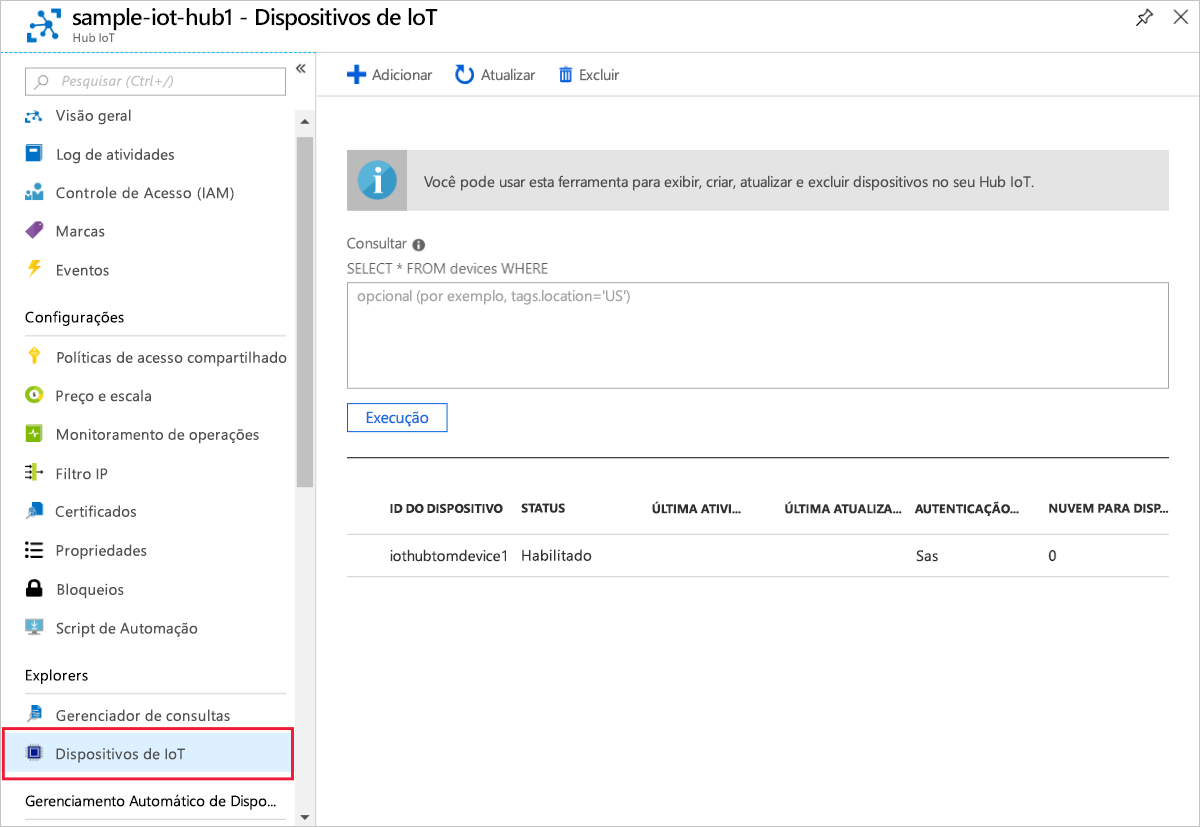 sample-iot-hub1 - Dispositivos de IoT
Hub IoT
Pesquisar (Ctrl+/)
«
Visão geral
Log de atividades
Controle de Acesso (IAM)
Marcas
Eventos
Configurações
Políticas de acesso compartilhado
Preço e escala
Monitoramento de operações
Filtro IP
Certificados
Propriedades
Bloqueios
Script de Automação
Explorers
Gerenciador de consultas
Dispositivos de IoT
Gerenciamento Automático de Dispo...
Adicionar Atualizar Excluir
Você pode usar esta ferramenta para exibir, criar, atualizar e excluir dispositivos no seu Hub IoT.
Consultar
SELECT * FROM devices WHERE
opcional (por exemplo, tags.location='US')
Execução
ID DO DISPOSITIVO STATUS ÚLTIMA ATIVI... ÚLTIMA ATUALIZA... AUTENTICAÇÃO... NUVEM PARA DISP...
iothubtomdevice1 Habilitado Sas 0